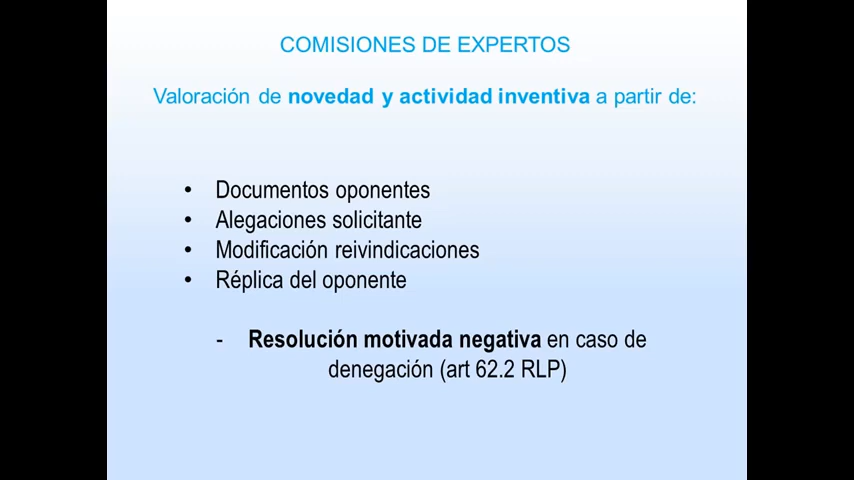 COMISIONES DE EXPERTOS
Valoración de novedad y actividad inventiva a partir de:
• Documentos oponentes
• Alegaciones solicitante
• Modificación reivindicaciones
• Réplica del oponente
- Resolución motivada negativa en caso de
denegación (art 62.2 RLP)